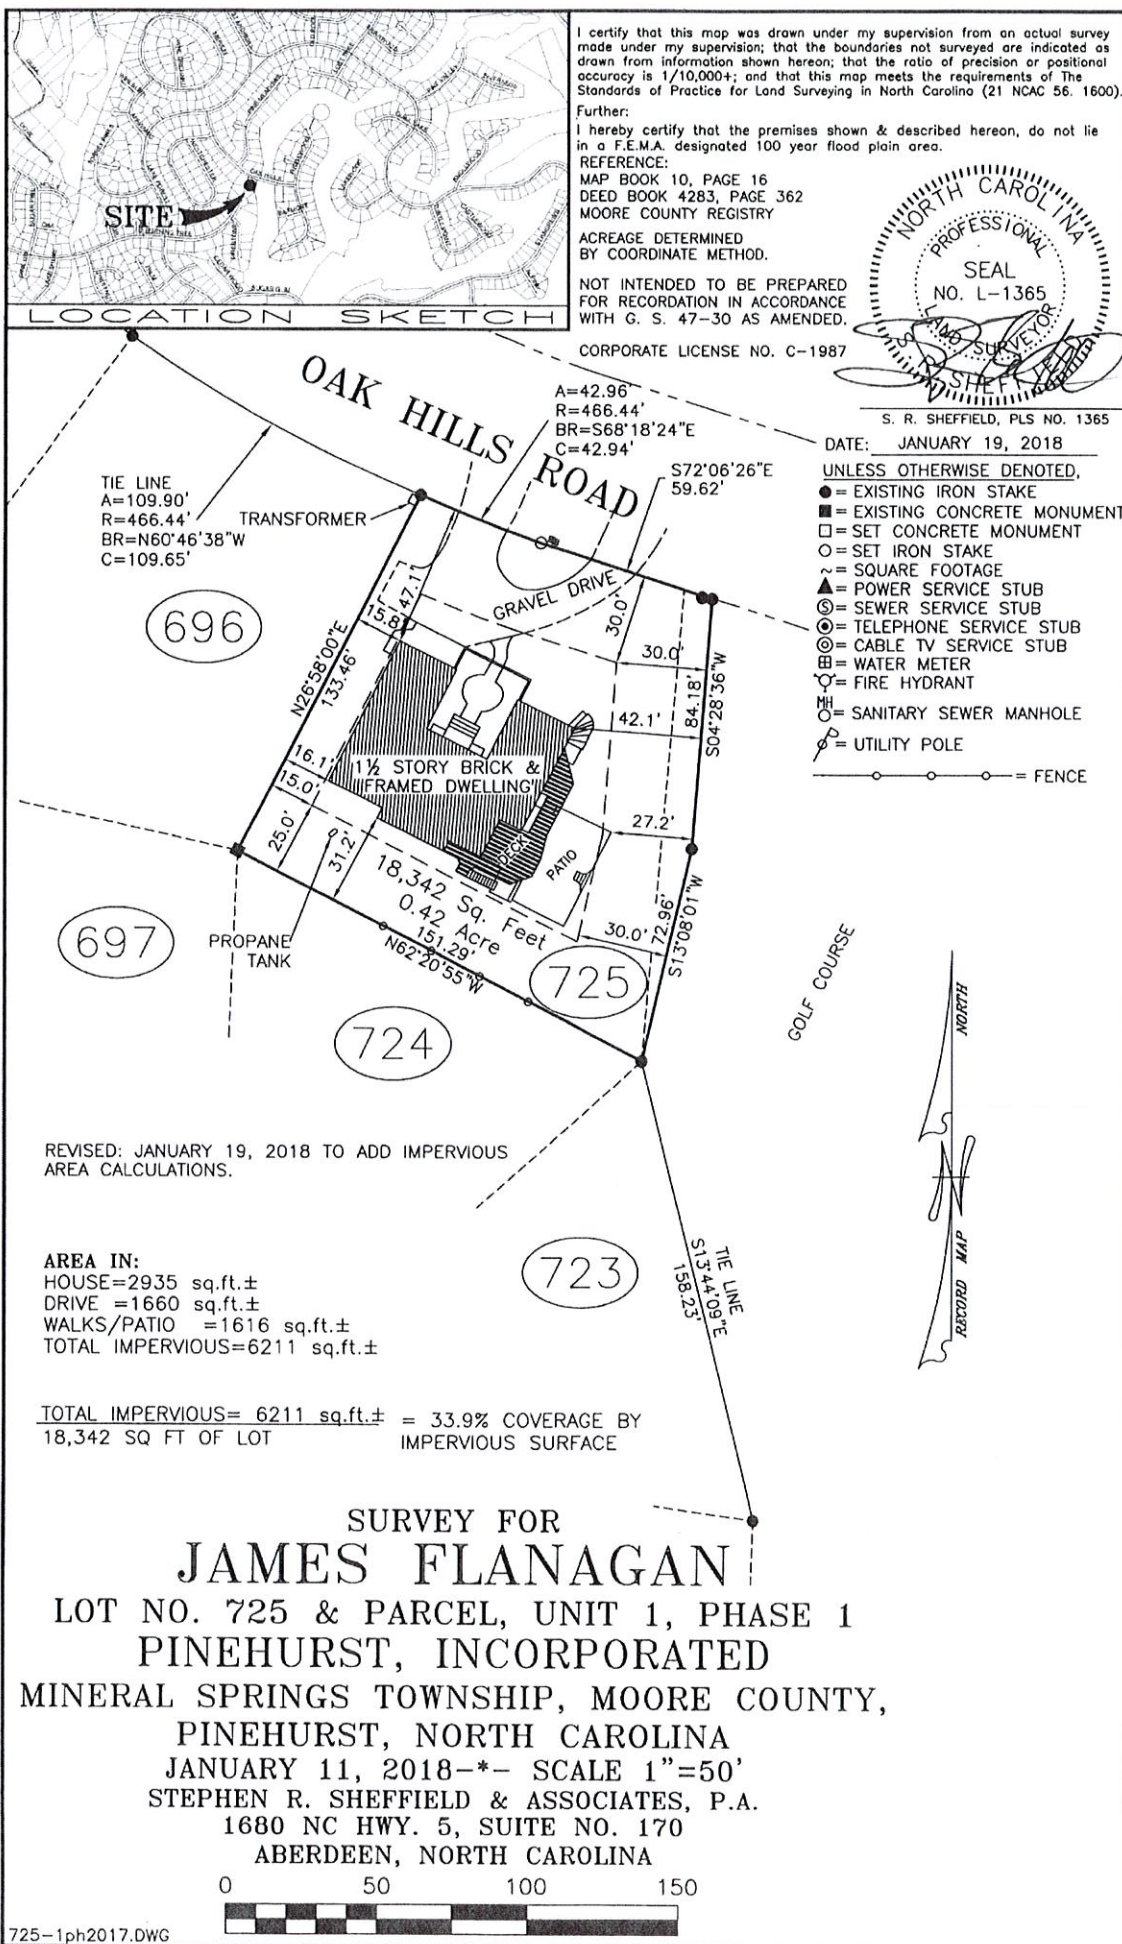 I certify that this map was drawn under my supervision from an actual survey
made under my supervision; that the boundaries not surveyed are indicated as
drawn from information shown hereon; that the ratio of precision or positional
accuracy is 1/10,000+; and that this map meets the requirements of The
Standards of Practice for Land Surveying in North Carolina (21 NCAC 56. 1600).
Further:
I hereby certify that the premises shown & described hereon, do not lie
in a F.E.M.A. designated 100 year flood plain area.
REFERENCE:
MAP BOOK 10, PAGE 16
DEED BOOK 4283, PAGE 362
MOORE COUNTY REGISTRY
ACREAGE DETERMINED
BY COORDINATE METHOD.
NOT INTENDED TO BE PREPARED
FOR RECORDATION IN ACCORDANCE
WITH G. S. 47-30 AS AMENDED.
CORPORATE LICENSE NO. C-1987
NORTH CAROLINA
PROFESSIONAL
SEAL
NO. L-1365
LAND SURVEYOR
S. R. SHEFFIELD
S. R. SHEFFIELD, PLS NO. 1365
DATE: JANUARY 19, 2018
UNLESS OTHERWISE DENOTED,
= EXISTING IRON STAKE
= EXISTING CONCRETE MONUMENT
= SET CONCRETE MONUMENT
= SET IRON STAKE
~= SQUARE FOOTAGE
= POWER SERVICE STUB
Ⓢ= SEWER SERVICE STUB
= TELEPHONE SERVICE STUB
= CABLE TV SERVICE STUB
= WATER METER
= FIRE HYDRANT
MH
= SANITARY SEWER MANHOLE
= UTILITY POLE
= FENCE
SITE
LOCATION SKETCH
OAK HILLS ROAD
A=42.96'
R=466.44'
BR=S68°18'24"E
C=42.94'
S72°06'26"E
59.62'
TIE LINE
A=109.90'
R=466.44'
BR=N60°46'38"W
C=109.65'
TRANSFORMER
696
GRAVEL DRIVE
47.1'
15.8'
30.0'
30.0'
N26°58'00"E
133.46'
84.18'
S04°28'36"W
42.1'
16.1'
15.0'
1½ STORY BRICK &
FRAMED DWELLING
27.2'
25.0'
31.2'
DECK
PATIO
18,342 Sq. Feet
0.42 Acre
151.29'
N62°20'55"W
30.0'
72.96'
S13°08'01"W
697
PROPANE
TANK
725
724
GOLF COURSE
NORTH
RECORD MAP
REVISED: JANUARY 19, 2018 TO ADD IMPERVIOUS
AREA CALCULATIONS.
723
TIE LINE
S13°44'09"E
158.23'
AREA IN:
HOUSE=2935 sq.ft.±
DRIVE =1660 sq.ft.±
WALKS/PATIO =1616 sq.ft.±
TOTAL IMPERVIOUS=6211 sq.ft.±
TOTAL IMPERVIOUS= 6211 sq.ft.± = 33.9% COVERAGE BY
18,342 SQ FT OF LOT IMPERVIOUS SURFACE
SURVEY FOR
JAMES FLANAGAN
LOT NO. 725 & PARCEL, UNIT 1, PHASE 1
PINEHURST, INCORPORATED
MINERAL SPRINGS TOWNSHIP, MOORE COUNTY,
PINEHURST, NORTH CAROLINA
JANUARY 11, 2018-*- SCALE 1"=50'
STEPHEN R. SHEFFIELD & ASSOCIATES, P.A.
1680 NC HWY. 5, SUITE NO. 170
ABERDEEN, NORTH CAROLINA
0 50 100 150
725-1ph2017.DWG